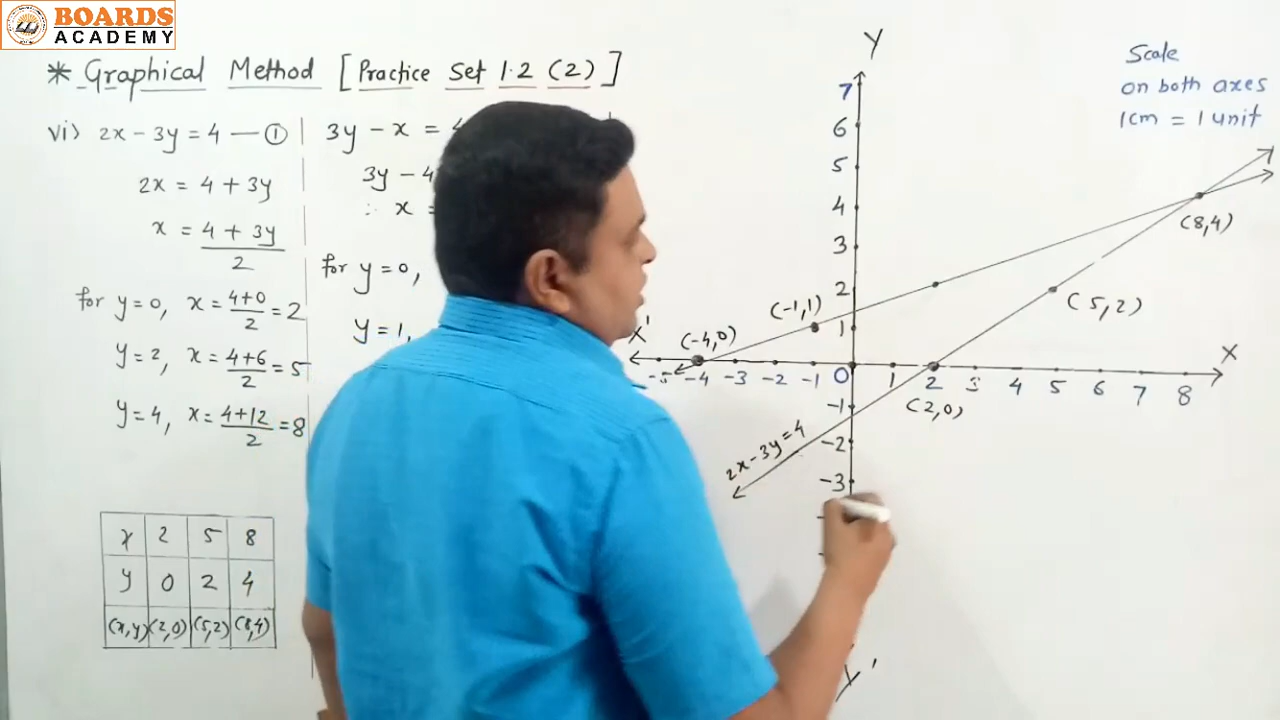 BOARDS
ACADEMY
* Graphical Method [Practice Set 1.2 (2)]
vi) 2x - 3y = 4 — ①
2x = 4 + 3y
x = 4 + 3y / 2
for y = 0, x = 4+0 / 2 = 2
y = 2, x = 4+6 / 2 = 5
y = 4, x = 4+12 / 2 = 8
x 2 5 8
y 0 2 4
(x,y) (2,0) (5,2) (8,4)
3y - x =
3y - 4
∴ x =
for y = 0,
y = 1,
Scale
on both axes
1cm = 1 unit
Y
7
6
5
4
3
2
1
(8,4)
(5,2)
(-1,1)
(-4,0)
X'
X
-5 -4 -3 -2 -1 0 1 2 3 4 5 6 7 8
(2,0)
-1
-2
-3
2x-3y=4
Y'